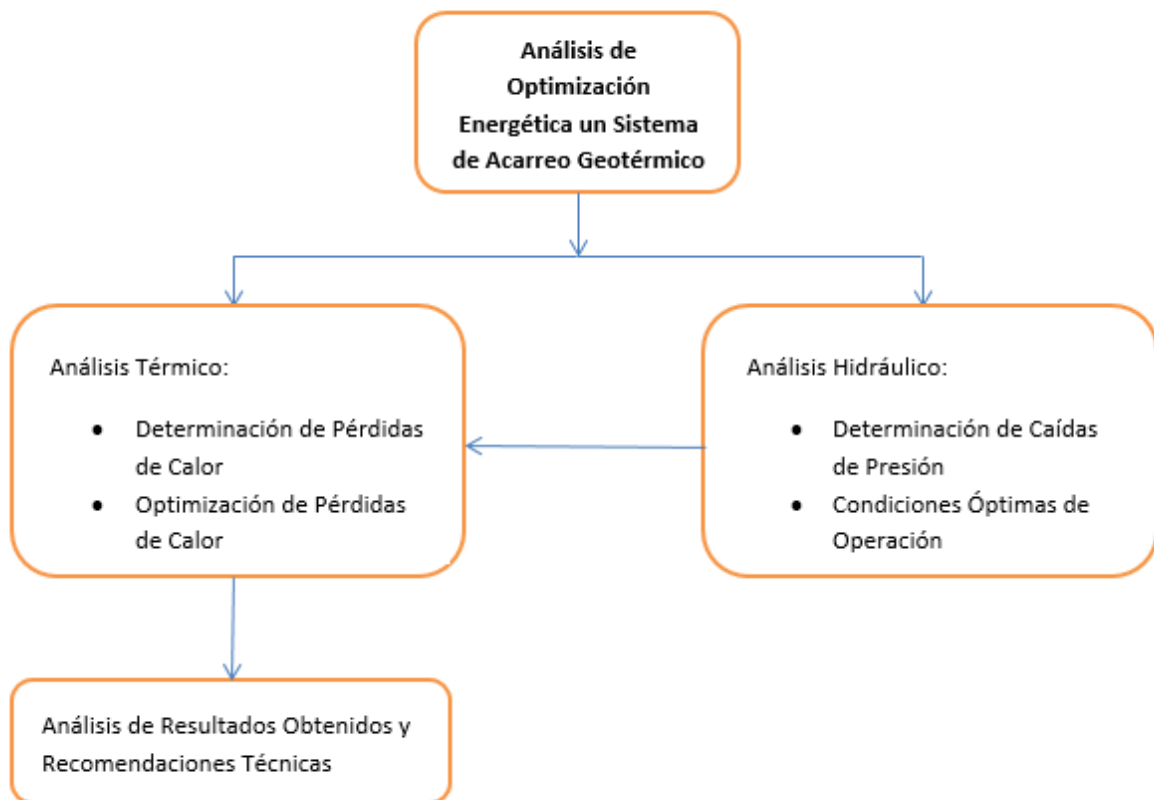 Análisis de
Optimización
Energética un Sistema
de Acarreo Geotérmico
Análisis Térmico:
● Determinación de Pérdidas
de Calor
● Optimización de Pérdidas
de Calor
Análisis Hidráulico:
● Determinación de Caídas
de Presión
● Condiciones Óptimas de
Operación
Análisis de Resultados Obtenidos y
Recomendaciones Técnicas